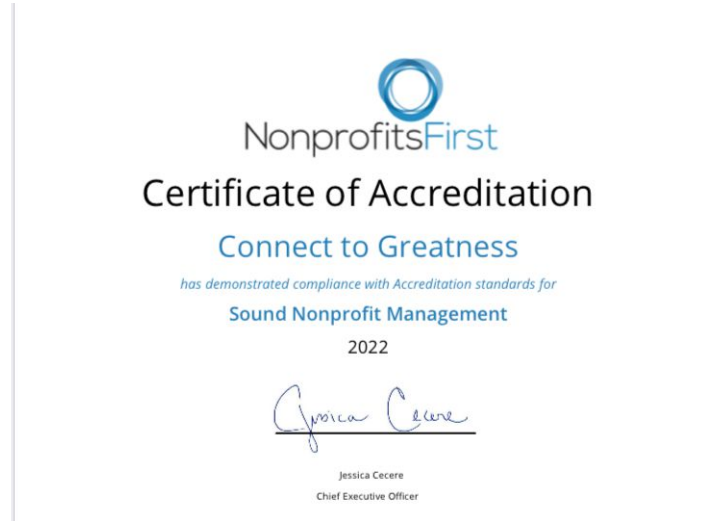 NonprofitsFirst
Certificate of Accreditation
Connect to Greatness
has demonstrated compliance with Accreditation standards for
Sound Nonprofit Management
2022
Jessica Cecere
Jessica Cecere
Chief Executive Officer